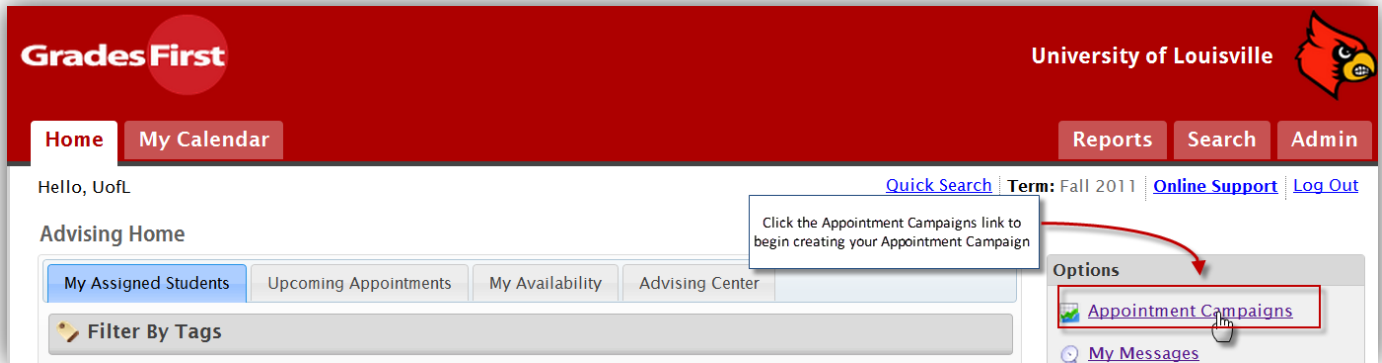 GradesFirst
University of Louisville
Home
My Calendar
Reports
Search
Admin
Hello, UofL
Quick Search
Term: Fall 2011
Online Support
Log Out
Click the Appointment Campaigns link to
begin creating your Appointment Campaign
Advising Home
My Assigned Students
Upcoming Appointments
My Availability
Advising Center
Filter By Tags
Options
Appointment Campaigns
My Messages